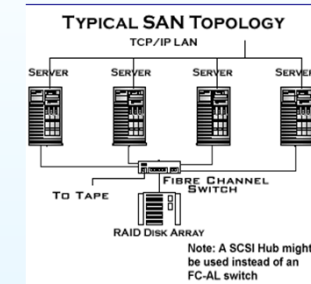 TYPICAL SAN TOPOLOGY
TCP/IP LAN
SERVER SERVER SERVER SERVER
FIBRE CHANNEL
SWITCH
TO TAPE
RAID DISK ARRAY
Note: A SCSI Hub might
be used instead of an
FC-AL switch